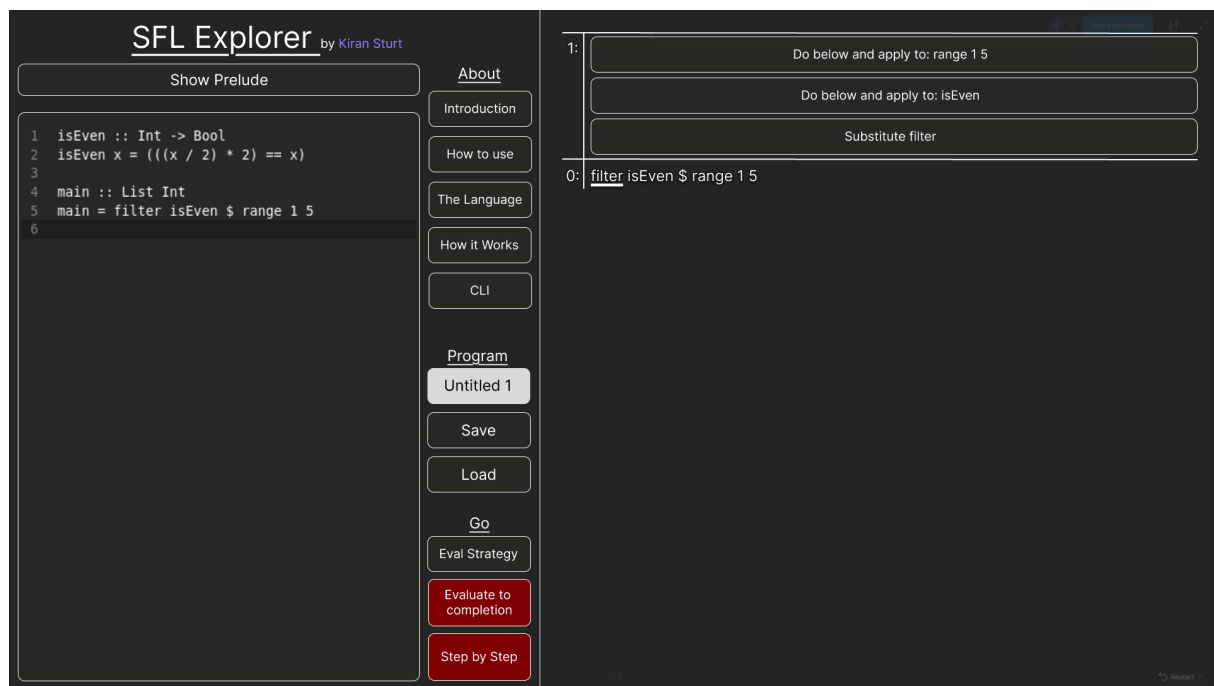 SFL Explorer by Kiran Sturt
Show Prelude
1 isEven :: Int -> Bool
2 isEven x = (((x / 2) * 2) == x)
3
4 main :: List Int
5 main = filter isEven $ range 1 5
6
About
Introduction
How to use
The Language
How it Works
CLI
Program
Untitled 1
Save
Load
Go
Eval Strategy
Evaluate to
completion
Step by Step
1:
Do below and apply to: range 1 5
Do below and apply to: isEven
Substitute filter
0: filter isEven $ range 1 5
Share prototype
Restart